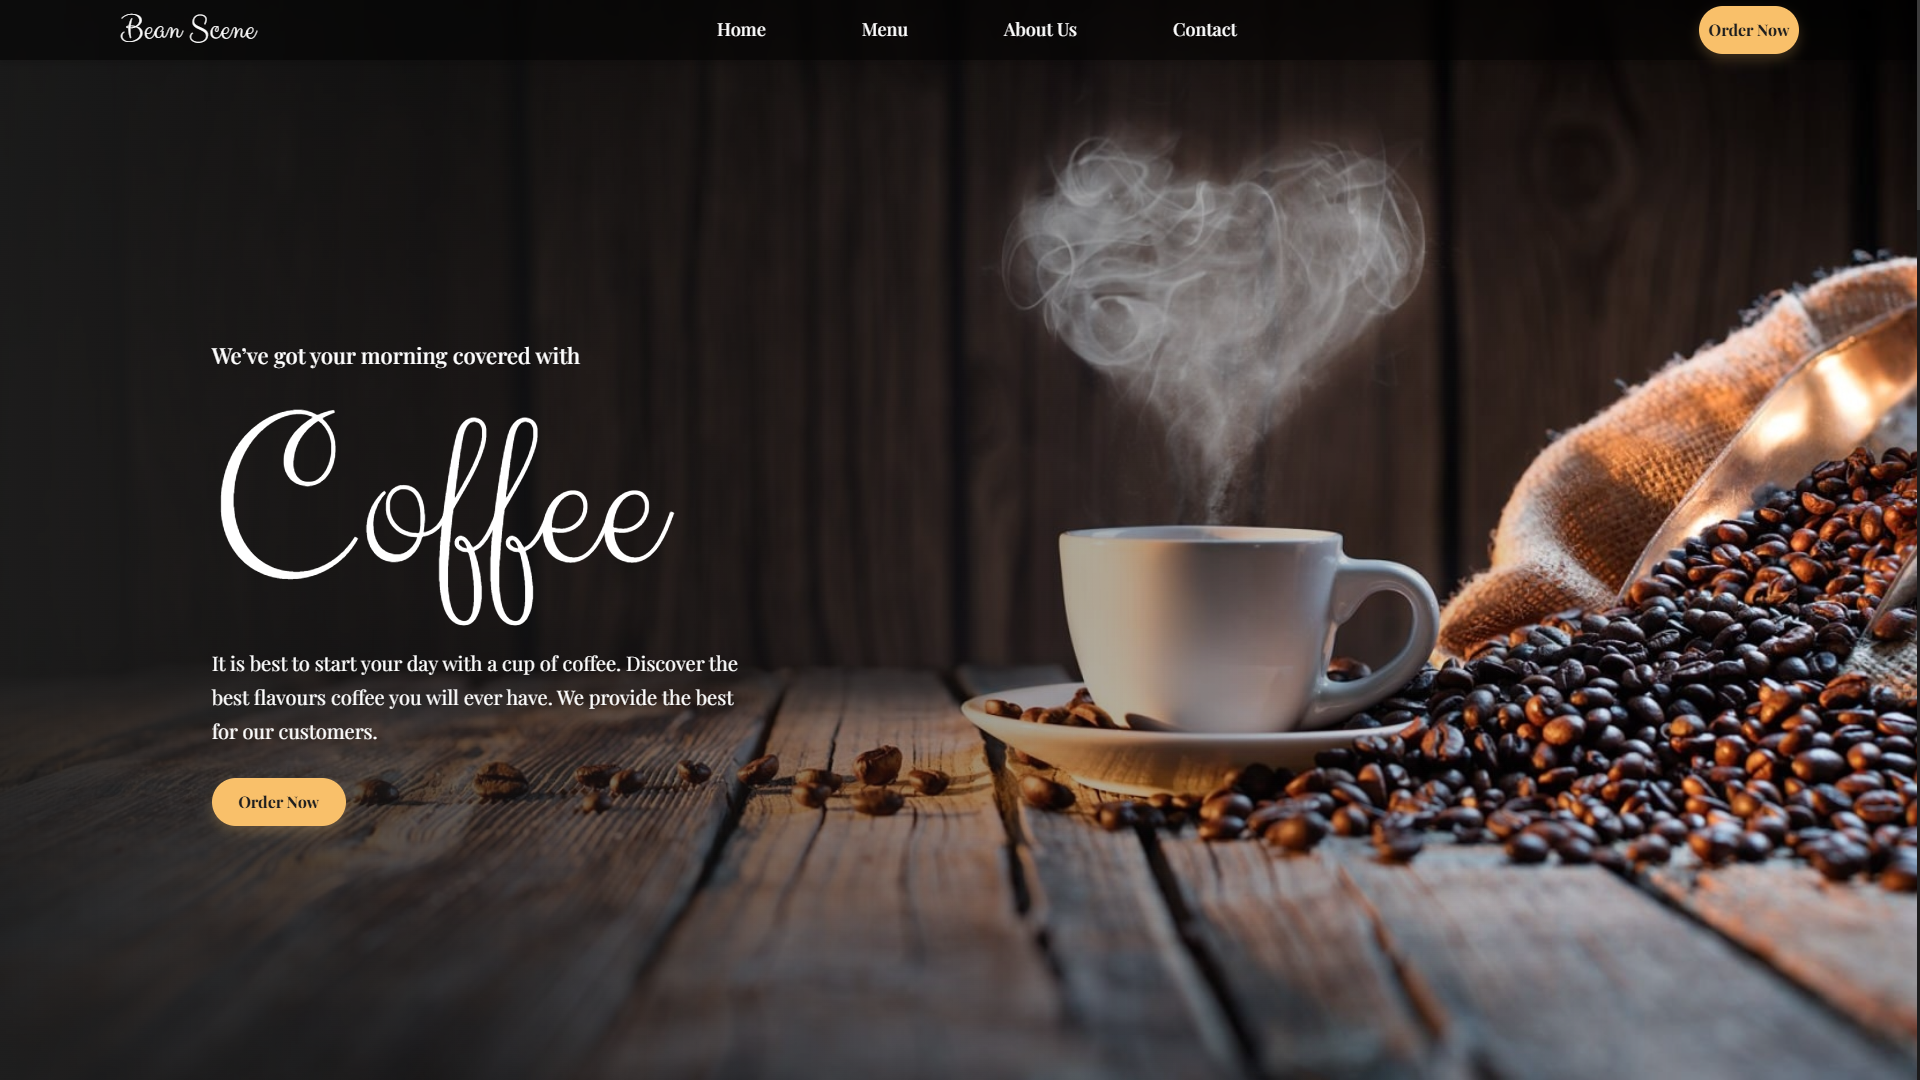 Bean Scene
Home
Menu
About Us
Contact
Order Now
We’ve got your morning covered with
Coffee
It is best to start your day with a cup of coffee. Discover the
best flavours coffee you will ever have. We provide the best
for our customers.
Order Now